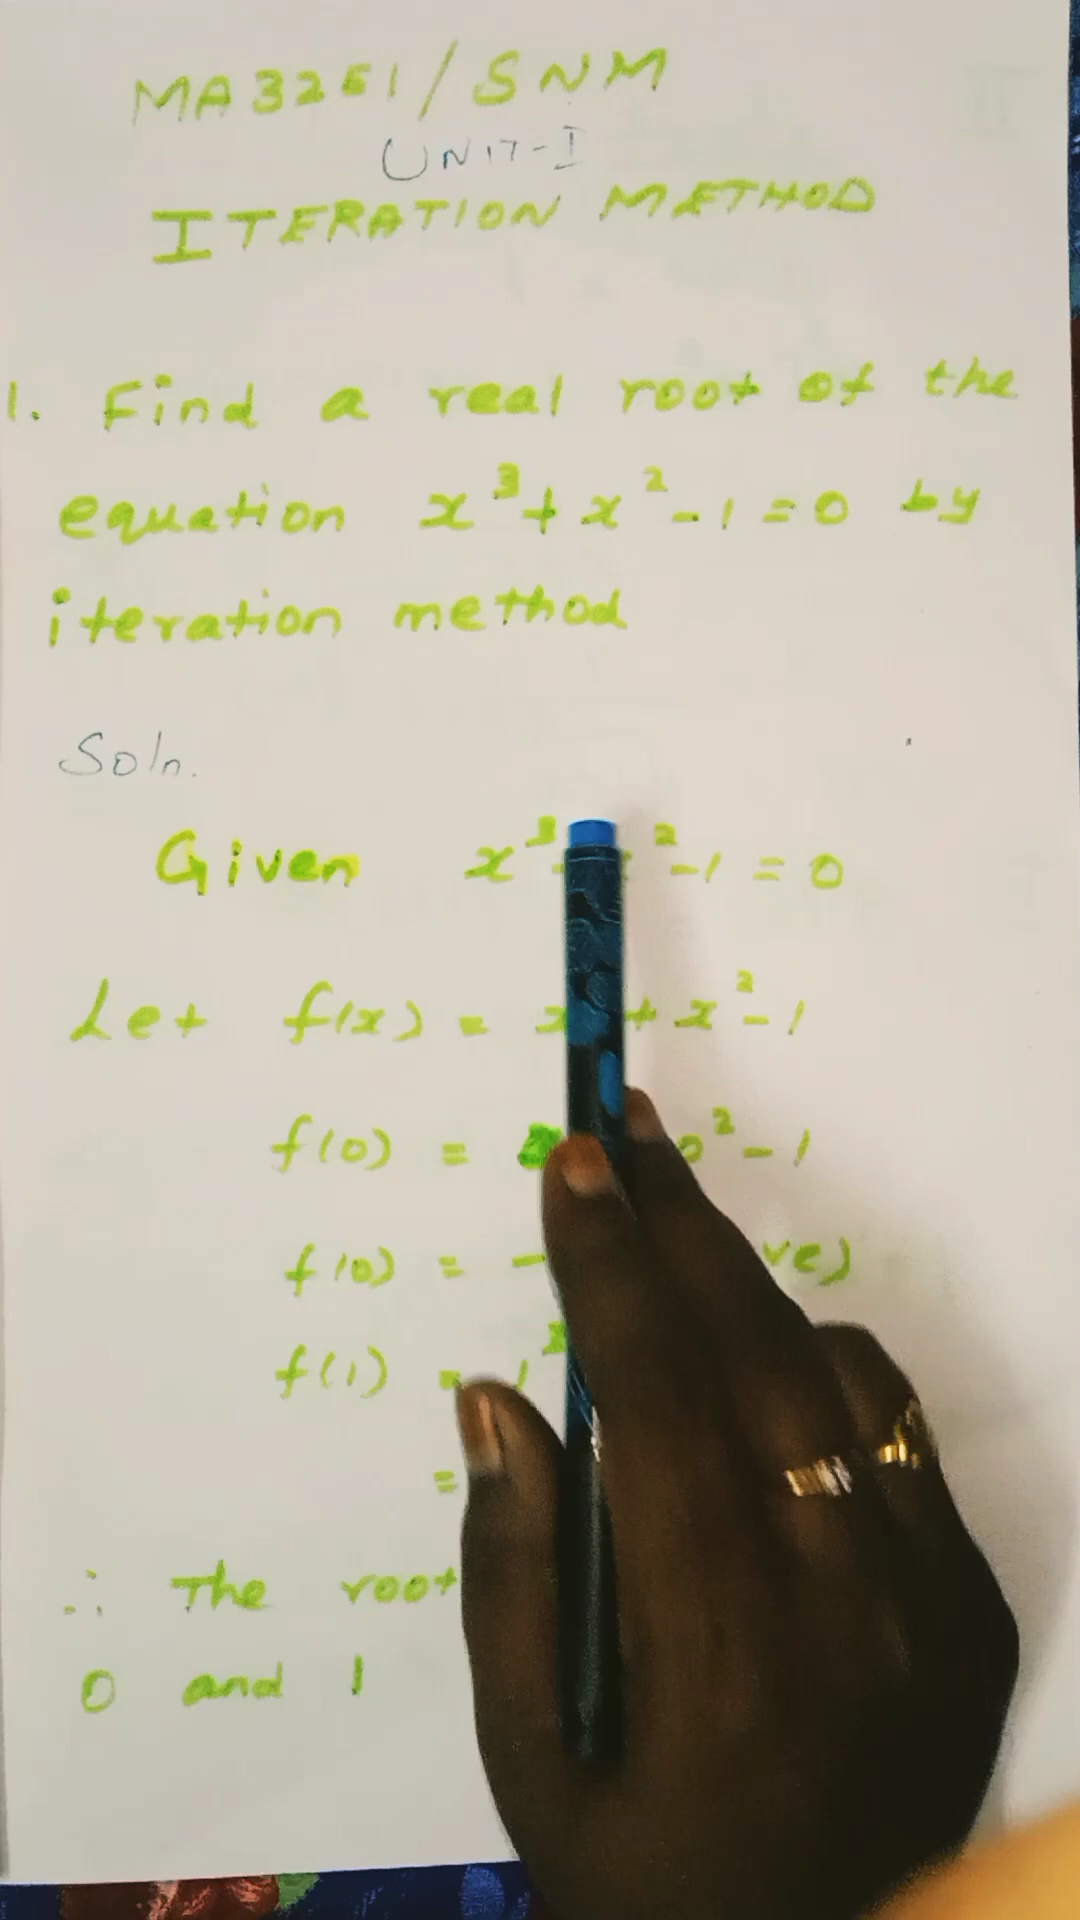 MA3251/SNM
UNIT-I
ITERATION METHOD
1. Find a real root of the
equation x³+x²-1=0 by
iteration method
Soln.
Given x³ ²-1=0
Let f(x) = x +x²-1
f(0) = 0²-1
f(0) = - ve)
f(1) = 1³
=
∴ The root
0 and 1